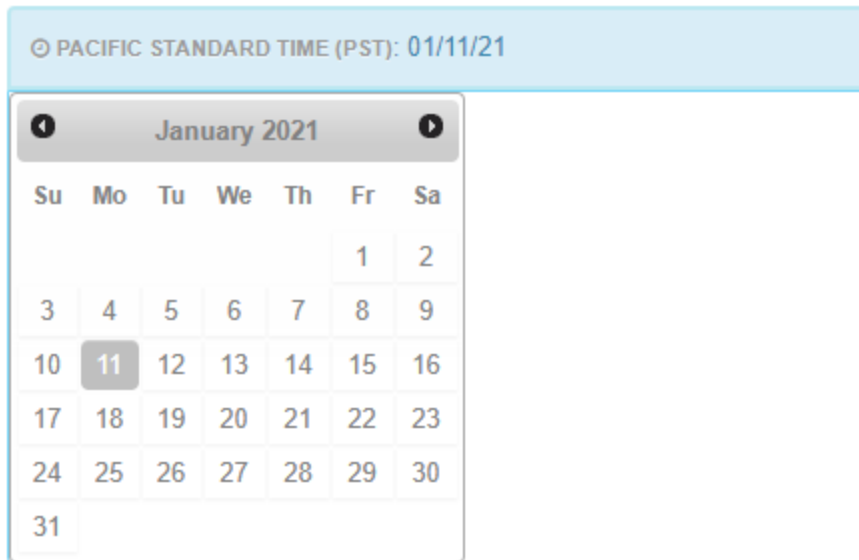 PACIFIC STANDARD TIME (PST): 01/11/21
January 2021
Su Mo Tu We Th Fr Sa
1 2
3 4 5 6 7 8 9
10 11 12 13 14 15 16
17 18 19 20 21 22 23
24 25 26 27 28 29 30
31